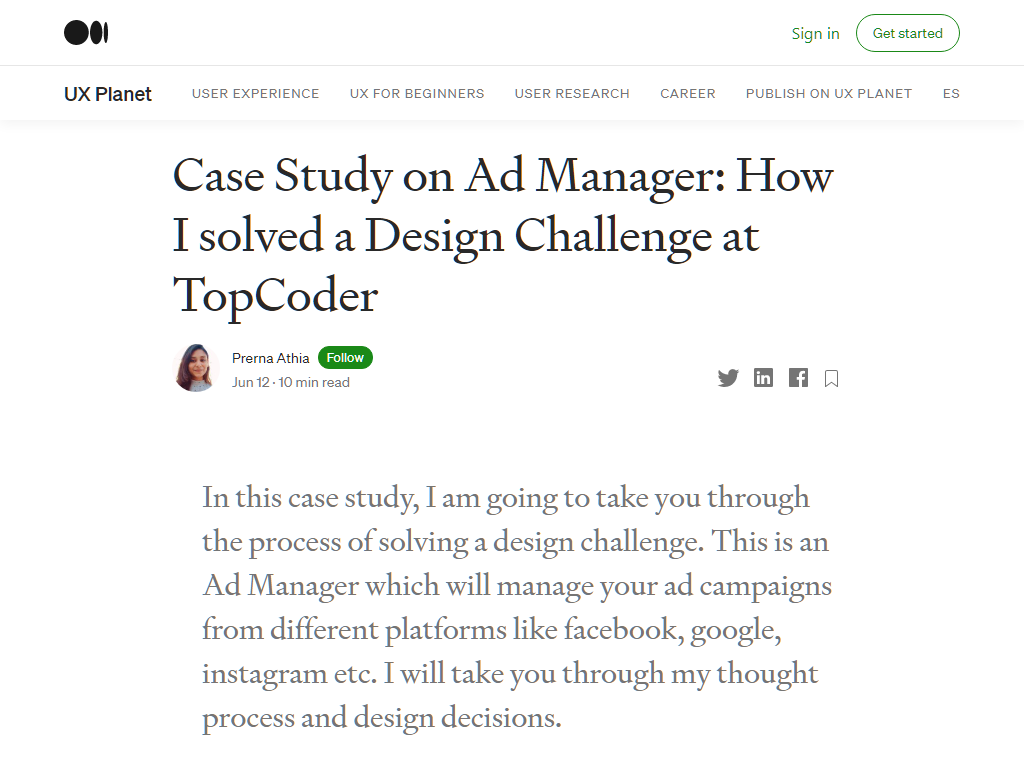 Sign in
Get started
UX Planet
USER EXPERIENCE
UX FOR BEGINNERS
USER RESEARCH
CAREER
PUBLISH ON UX PLANET
ES
Case Study on Ad Manager: How
I solved a Design Challenge at
TopCoder
Prerna Athia
Follow
Jun 12 · 10 min read
In this case study, I am going to take you through
the process of solving a design challenge. This is an
Ad Manager which will manage your ad campaigns
from different platforms like facebook, google,
instagram etc. I will take you through my thought
process and design decisions.